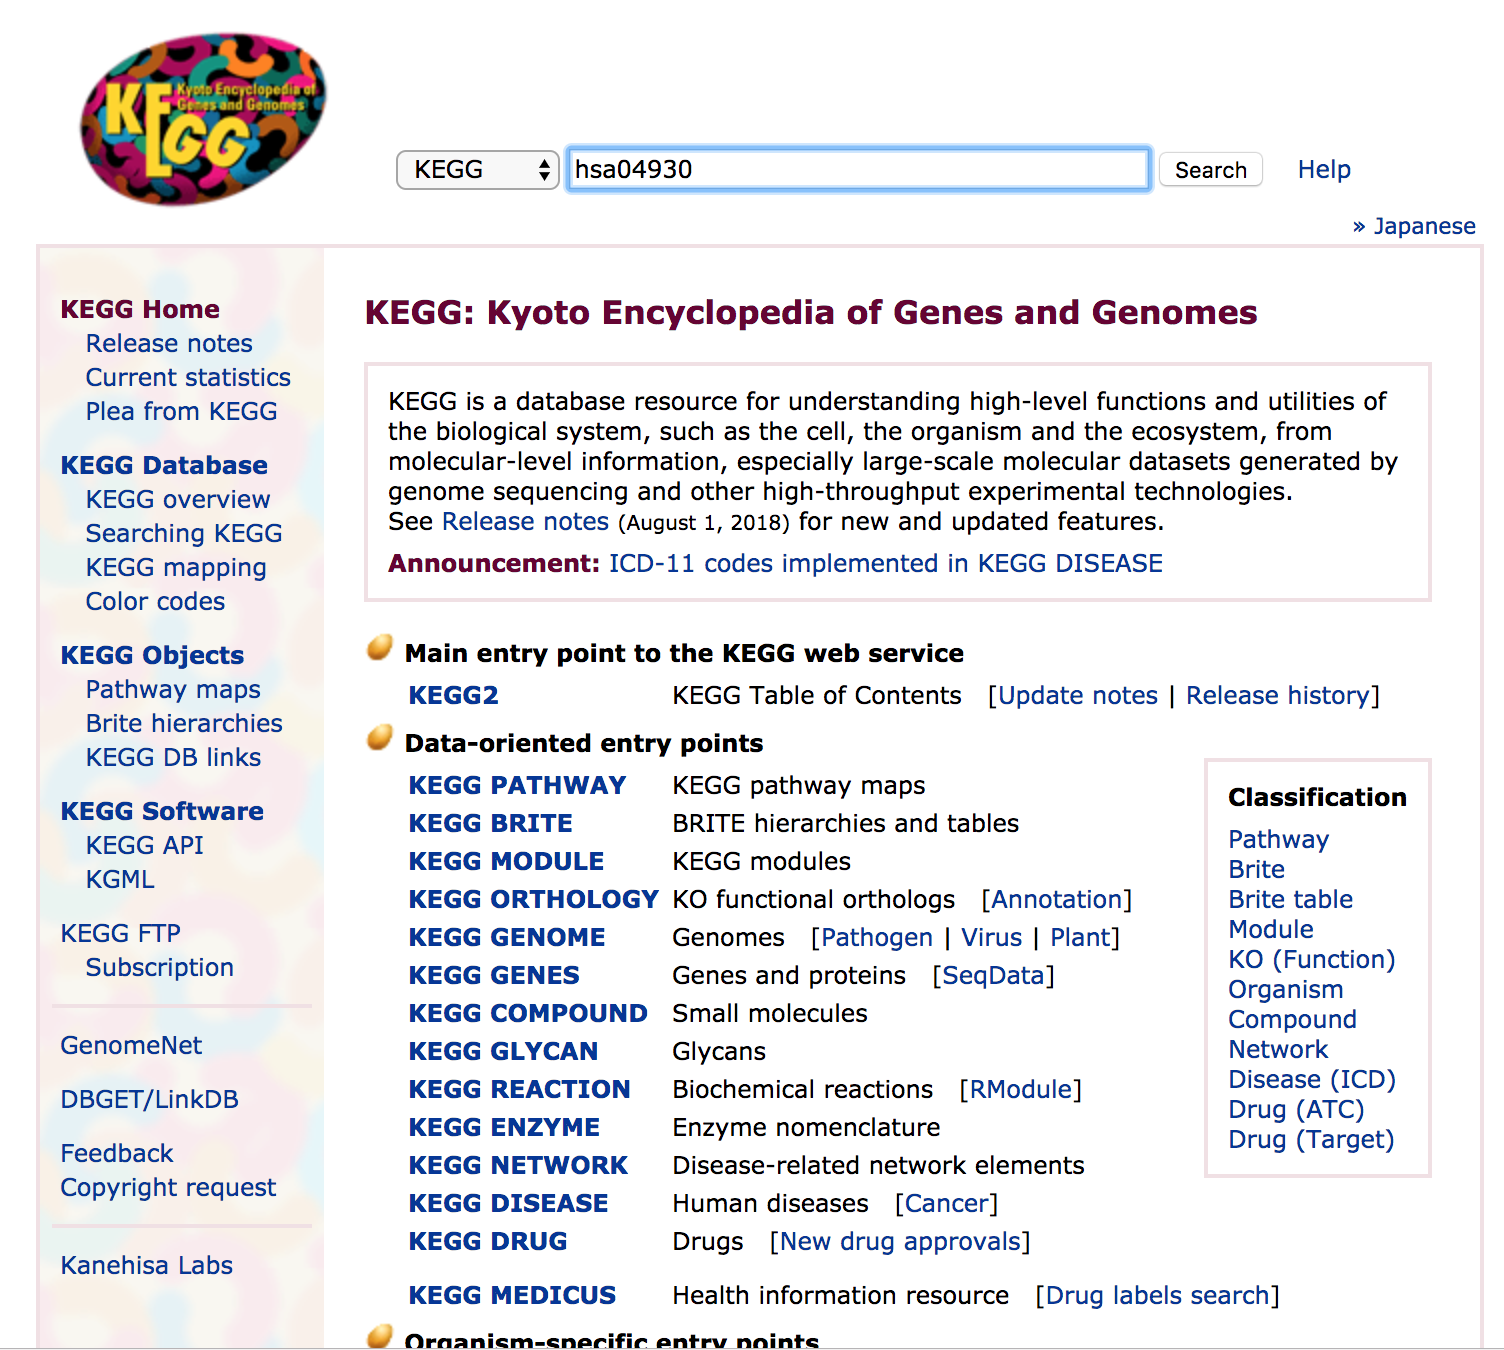 KEGG Kyoto Encyclopedia of
Genes and Genomes
KEGG hsa04930 Search Help
» Japanese
KEGG Home
Release notes
Current statistics
Plea from KEGG
KEGG Database
KEGG overview
Searching KEGG
KEGG mapping
Color codes
KEGG Objects
Pathway maps
Brite hierarchies
KEGG DB links
KEGG Software
KEGG API
KGML
KEGG FTP
Subscription
GenomeNet
DBGET/LinkDB
Feedback
Copyright request
Kanehisa Labs
KEGG: Kyoto Encyclopedia of Genes and Genomes
KEGG is a database resource for understanding high-level functions and utilities of
the biological system, such as the cell, the organism and the ecosystem, from
molecular-level information, especially large-scale molecular datasets generated by
genome sequencing and other high-throughput experimental technologies.
See Release notes (August 1, 2018) for new and updated features.
Announcement: ICD-11 codes implemented in KEGG DISEASE
Main entry point to the KEGG web service
KEGG2 KEGG Table of Contents [Update notes | Release history]
Data-oriented entry points
KEGG PATHWAY KEGG pathway maps
KEGG BRITE BRITE hierarchies and tables
KEGG MODULE KEGG modules
KEGG ORTHOLOGY KO functional orthologs [Annotation]
KEGG GENOME Genomes [Pathogen | Virus | Plant]
KEGG GENES Genes and proteins [SeqData]
KEGG COMPOUND Small molecules
KEGG GLYCAN Glycans
KEGG REACTION Biochemical reactions [RModule]
KEGG ENZYME Enzyme nomenclature
KEGG NETWORK Disease-related network elements
KEGG DISEASE Human diseases [Cancer]
KEGG DRUG Drugs [New drug approvals]
KEGG MEDICUS Health information resource [Drug labels search]
Classification
Pathway
Brite
Brite table
Module
KO (Function)
Organism
Compound
Network
Disease (ICD)
Drug (ATC)
Drug (Target)
Organism-specific entry points